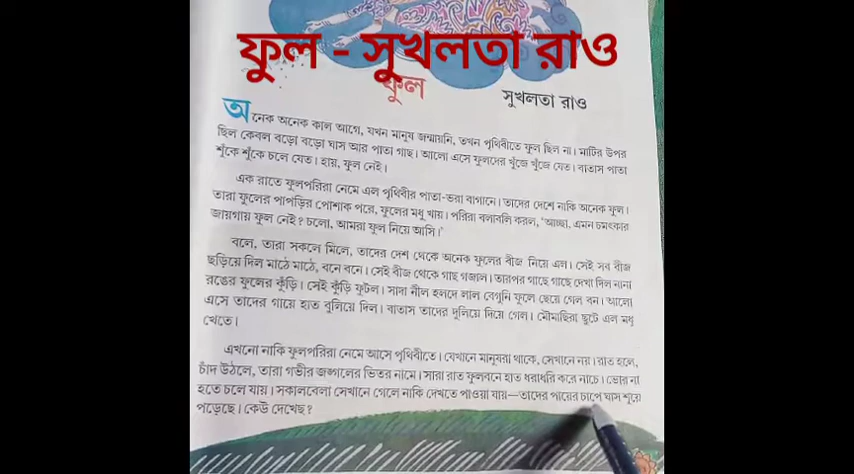 ফুল - সুখলতা রাও
ফুল
সুখলতা রাও
অনেক অনেক কাল আগে, যখন মানুষ জন্মায়নি, তখন পৃথিবীতে ফুল ছিল না। মাটির উপর
ছিল কেবল বড়ো বড়ো ঘাস আর পাতা গাছ। আলো এসে ফুলদের খুঁজে খুঁজে যেত। বাতাস পাতা
শুঁকে শুঁকে চলে যেত। হায়, ফুল নেই।
এক রাতে ফুলপরিরা নেমে এল পৃথিবীর পাতা-ভরা বাগানে। তাদের দেশে নাকি অনেক ফুল।
তারা ফুলের পাপড়ির পোশাক পরে, ফুলের মধু খায়। পরিরা বলাবলি করল, ‘আচ্ছা, এমন চমৎকার
জায়গায় ফুল নেই? চলো, আমরা ফুল নিয়ে আসি।’
বলে, তারা সকলে মিলে, তাদের দেশ থেকে অনেক ফুলের বীজ নিয়ে এল। সেই সব বীজ
ছড়িয়ে দিল মাঠে মাঠে, বনে বনে। সেই বীজ থেকে গাছ গজাল। তারপর গাছে গাছে দেখা দিল নানা
রঙের ফুলের কুঁড়ি। সেই কুঁড়ি ফুটল। সাদা নীল হলদে লাল বেগুনি ফুলে ছেয়ে গেল বন। আলো
এসে তাদের গায়ে হাত বুলিয়ে দিল। বাতাস তাদের দুলিয়ে দিয়ে গেল। মৌমাছিরা ছুটে এল মধু
খেতে।
এখনো নাকি ফুলপরিরা নেমে আসে পৃথিবীতে। যেখানে মানুষরা থাকে, সেখানে নয়। রাত হলে,
চাঁদ উঠলে, তারা গভীর জঙ্গলের ভিতর নামে। সারা রাত ফুলবনে হাত ধরাধরি করে নাচে। ভোর না
হতে চলে যায়। সকালবেলা সেখানে গেলে নাকি দেখতে পাওয়া যায়—তাদের পায়ের চাপে ঘাস শুয়ে
পড়েছে। কেউ দেখেছ?